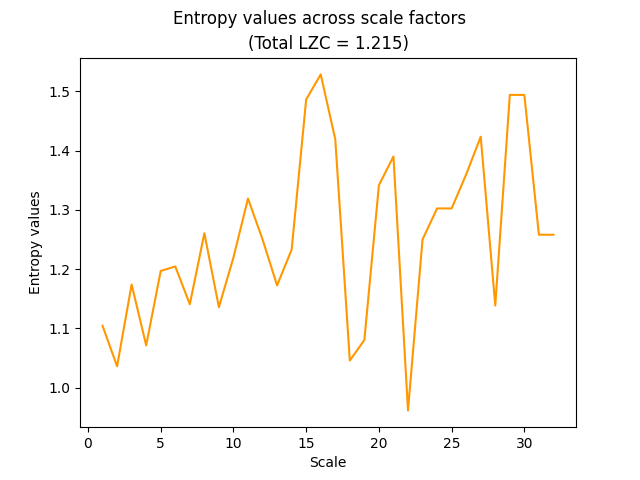 Entropy values across scale factors
(Total LZC = 1.215)
1.5
1.4
1.3
1.2
1.1
1.0
Entropy values
0 5 10 15 20 25 30
Scale